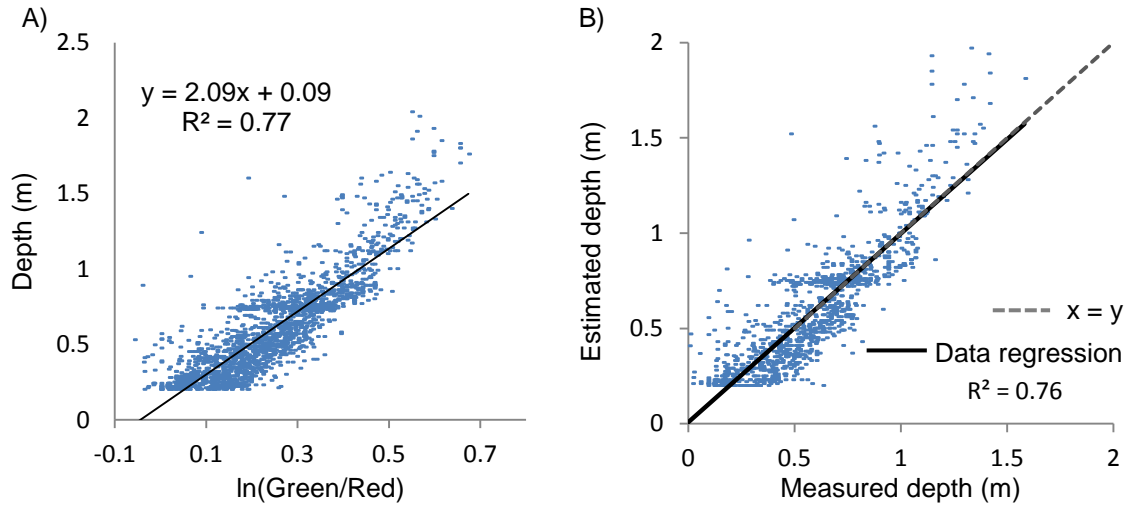 A)
Depth (m)
2.5
2
1.5
1
0.5
0
y = 2.09x + 0.09
R² = 0.77
-0.1
0.1
0.3
0.5
0.7
ln(Green/Red)
B)
Estimated depth (m)
2
1.5
1
0.5
0
x = y
Data regression
R² = 0.76
0
0.5
1
1.5
2
Measured depth (m)